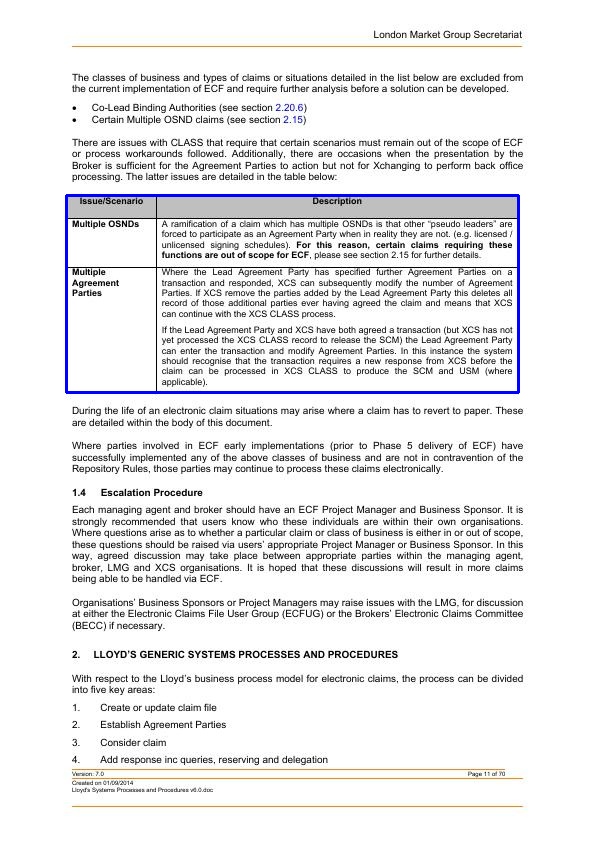 London Market Group Secretariat
The classes of business and types of claims or situations detailed in the list below are excluded from
the current implementation of ECF and require further analysis before a solution can be developed.
• Co-Lead Binding Authorities (see section 2.20.6)
• Certain Multiple OSND claims (see section 2.15)
There are issues with CLASS that require that certain scenarios must remain out of the scope of ECF
or process workarounds followed. Additionally, there are occasions when the presentation by the
Broker is sufficient for the Agreement Parties to action but not for Xchanging to perform back office
processing. The latter issues are detailed in the table below:
Issue/Scenario Description
Multiple OSNDs A ramification of a claim which has multiple OSNDs is that other “pseudo leaders” are
forced to participate as an Agreement Party when in reality they are not. (e.g. licensed /
unlicensed signing schedules). For this reason, certain claims requiring these
functions are out of scope for ECF, please see section 2.15 for further details.
Multiple
Agreement
Parties
Where the Lead Agreement Party has specified further Agreement Parties on a
transaction and responded, XCS can subsequently modify the number of Agreement
Parties. If XCS remove the parties added by the Lead Agreement Party this deletes all
record of those additional parties ever having agreed the claim and means that XCS
can continue with the XCS CLASS process.
If the Lead Agreement Party and XCS have both agreed a transaction (but XCS has not
yet processed the XCS CLASS record to release the SCM) the Lead Agreement Party
can enter the transaction and modify Agreement Parties. In this instance the system
should recognise that the transaction requires a new response from XCS before the
claim can be processed in XCS CLASS to produce the SCM and USM (where
applicable).
During the life of an electronic claim situations may arise where a claim has to revert to paper. These
are detailed within the body of this document.
Where parties involved in ECF early implementations (prior to Phase 5 delivery of ECF) have
successfully implemented any of the above classes of business and are not in contravention of the
Repository Rules, those parties may continue to process these claims electronically.
1.4 Escalation Procedure
Each managing agent and broker should have an ECF Project Manager and Business Sponsor. It is
strongly recommended that users know who these individuals are within their own organisations.
Where questions arise as to whether a particular claim or class of business is either in or out of scope,
these questions should be raised via users’ appropriate Project Manager or Business Sponsor. In this
way, agreed discussion may take place between appropriate parties within the managing agent,
broker, LMG and XCS organisations. It is hoped that these discussions will result in more claims
being able to be handled via ECF.
Organisations’ Business Sponsors or Project Managers may raise issues with the LMG, for discussion
at either the Electronic Claims File User Group (ECFUG) or the Brokers’ Electronic Claims Committee
(BECC) if necessary.
2. LLOYD’S GENERIC SYSTEMS PROCESSES AND PROCEDURES
With respect to the Lloyd’s business process model for electronic claims, the process can be divided
into five key areas:
1. Create or update claim file
2. Establish Agreement Parties
3. Consider claim
4. Add response inc queries, reserving and delegation
Version: 7.0 Page 11 of 70
Created on 01/09/2014
Lloyd’s Systems Processes and Procedures v6.0.doc